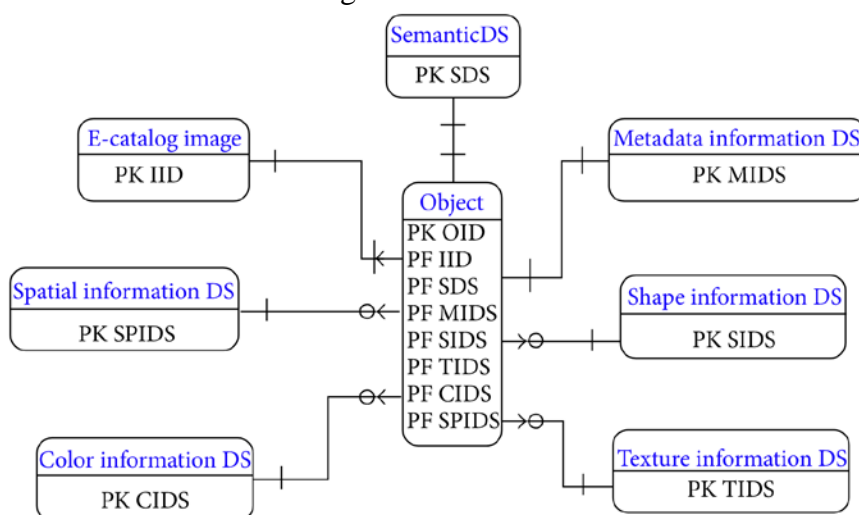 SemanticDS
PK SDS
E-catalog image
PK IID
Metadata information DS
PK MIDS
Object
PK OID
PF IID
PF SDS
PF MIDS
PF SIDS
PF TIDS
PF CIDS
PF SPIDS
Spatial information DS
PK SPIDS
Shape information DS
PK SIDS
Color information DS
PK CIDS
Texture information DS
PK TIDS